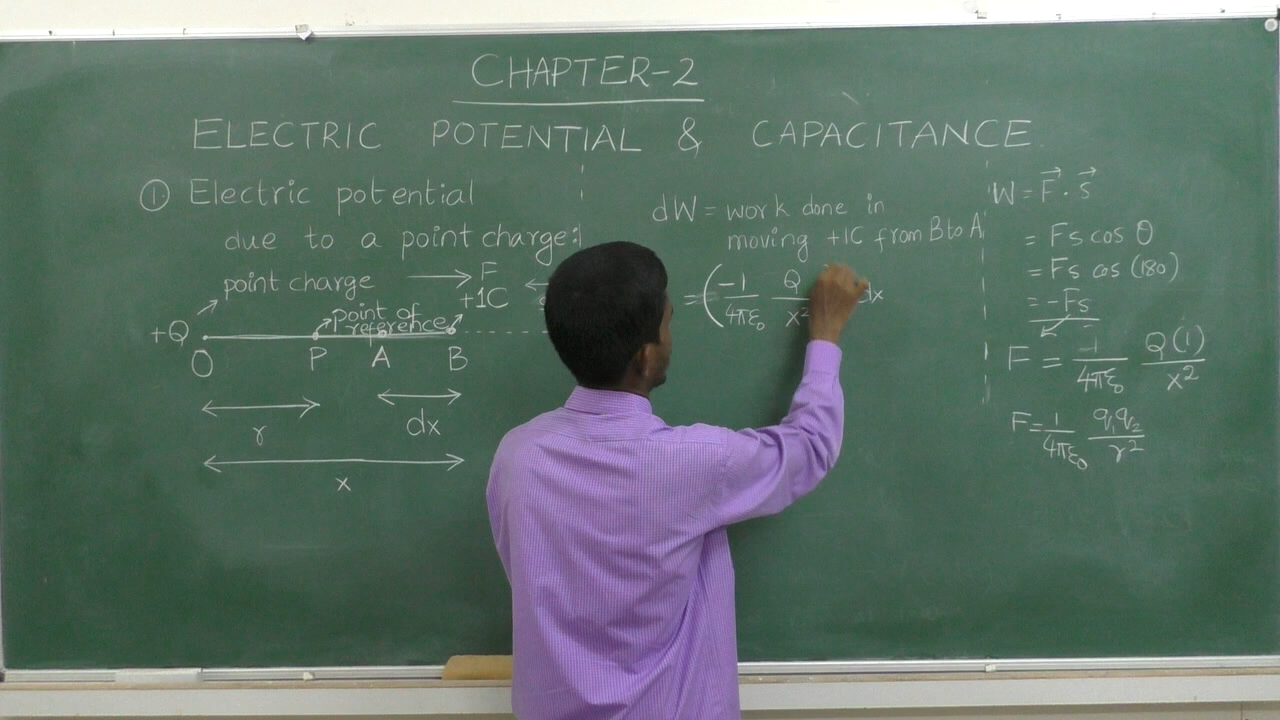 CHAPTER-2
ELECTRIC POTENTIAL & CAPACITANCE
① Electric potential
due to a point charge:
point charge → F
+1C
+Q
point of
reference
O P A B
r
dx
x
dW = work done in
moving +1C from B to A
= ( -1/4πε₀ Q/x² dx
W = F⃗ · s⃗
= Fs cos θ
= Fs cos (180)
= -Fs
F = -1/4πε₀ Q(1)/x²
F = 1/4πε₀ q₁q₂/r²